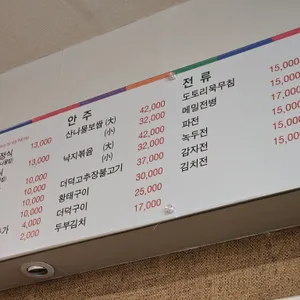 정식
13,000
13,000
10,000
10,000
10,000
4,000
2,000
안 주
산나물보쌈 (大) 42,000
(小) 32,000
낙지볶음 (大) 42,000
(小) 37,000
더덕고추장불고기 37,000
황태구이 30,000
더덕구이 25,000
두부김치 17,000
전 류
도토리묵무침 15,000
메밀전병 15,000
파전 17,000
녹두전 15,000
감자전 15,000
김치전 15,000